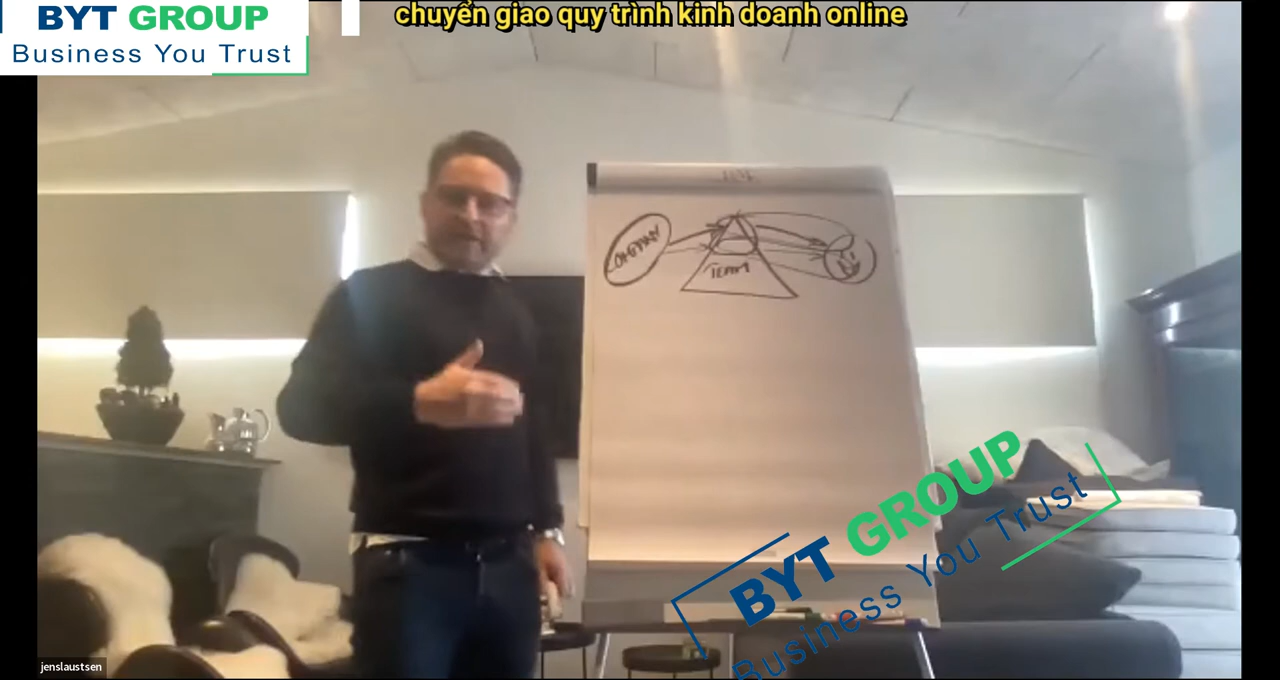 chuyển giao quy trình kinh doanh online
BYT GROUP
Business You Trust
COMPANY
TEAM
BYT GROUP
Business You Trust
jenslaustsen